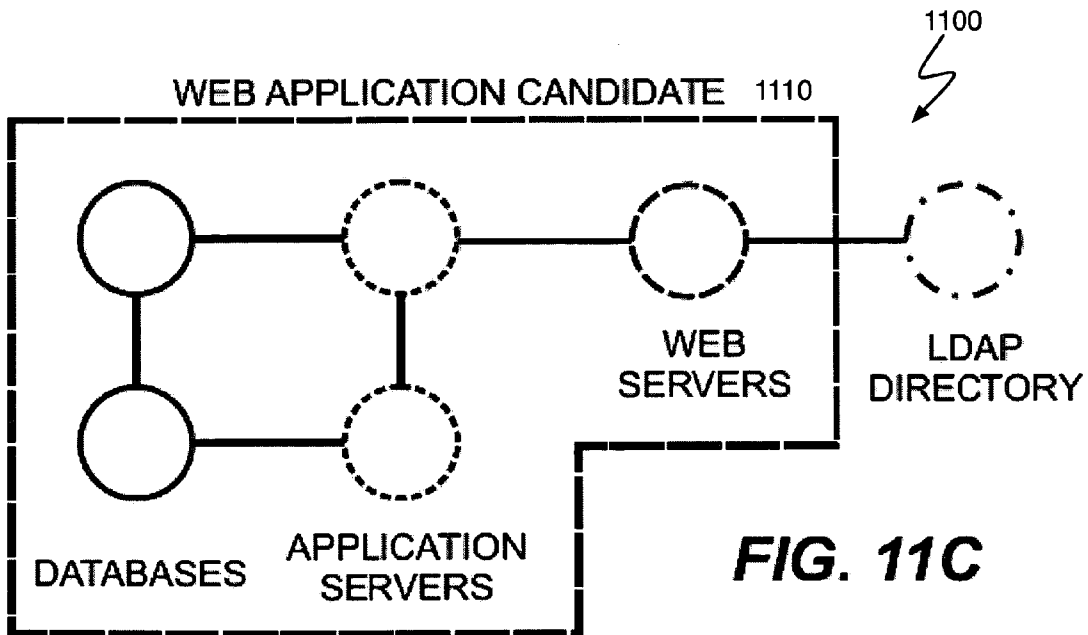 1100
WEB APPLICATION CANDIDATE 1110
WEB
SERVERS
LDAP
DIRECTORY
DATABASES
APPLICATION
SERVERS
FIG. 11C